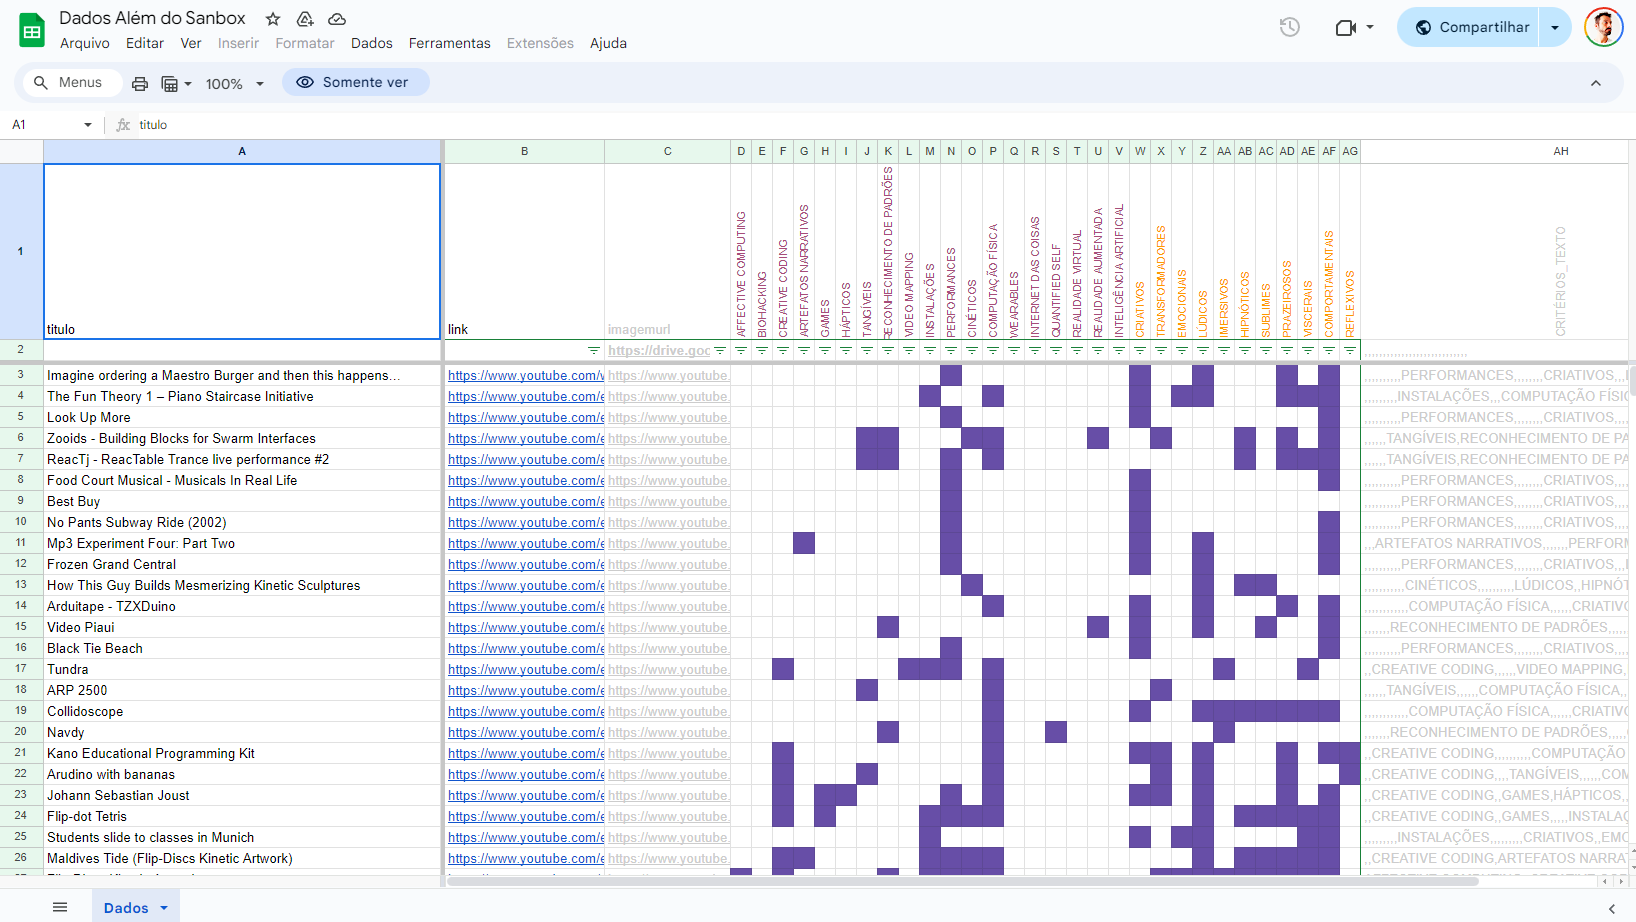 Dados Além do Sanbox
Arquivo Editar Ver Inserir Formatar Dados Ferramentas Extensões Ajuda
Compartilhar
Menus 100% Somente ver
A1 fx titulo
A B C D E F G H I J K L M N O P Q R S T U V W X Y Z AA AB AC AD AE AF AG AH
1 titulo link imagemurl
AFFECTIVE COMPUTING
BIOHACKING
CREATIVE CODING
ARTEFATOS NARRATIVOS
GAMES
HÁPTICOS
TANGÍVEIS
RECONHECIMENTO DE PADRÕES
VIDEO MAPPING
INSTALAÇÕES
PERFORMANCES
CINÉTICOS
COMPUTAÇÃO FÍSICA
WEARABLES
INTERNET DAS COISAS
QUANTIFIED SELF
REALIDADE VIRTUAL
REALIDADE AUMENTADA
INTELIGÊNCIA ARTIFICIAL
CRIATIVOS
TRANSFORMADORES
EMOCIONAIS
LÚDICOS
IMERSIVOS
HIPNÓTICOS
SUBLIMES
PRAZEIROSOS
VISCERAIS
COMPORTAMENTAIS
REFLEXIVOS
CRITÉRIOS_TEXTO
2 https://drive.goc ,,,,,,,,,,,,,,,,,,,,,,,,,,,,,
3 Imagine ordering a Maestro Burger and then this happens... https://www.youtube.com/v https://www.youtube. ,,,,,,,,,,PERFORMANCES,,,,,,,,,CRIATIVOS,,,
4 The Fun Theory 1 – Piano Staircase Initiative https://www.youtube.com/e https://www.youtube. ,,,,,,,,,INSTALAÇÕES,,,COMPUTAÇÃO FÍSIC
5 Look Up More https://www.youtube.com/e https://www.youtube. ,,,,,,,,,,PERFORMANCES,,,,,,,,,CRIATIVOS,,,,
6 Zooids - Building Blocks for Swarm Interfaces https://www.youtube.com/e https://www.youtube. ,,,,,,TANGÍVEIS,RECONHECIMENTO DE PA
7 ReacTj - ReacTable Trance live performance #2 https://www.youtube.com/e https://www.youtube. ,,,,,,TANGÍVEIS,RECONHECIMENTO DE PA
8 Food Court Musical - Musicals In Real Life https://www.youtube.com/e https://www.youtube. ,,,,,,,,,,PERFORMANCES,,,,,,,,,CRIATIVOS,,,
9 Best Buy https://www.youtube.com/e https://www.youtube. ,,,,,,,,,,PERFORMANCES,,,,,,,,,CRIATIVOS,,,,
10 No Pants Subway Ride (2002) https://www.youtube.com/e https://www.youtube. ,,,,,,,,,,PERFORMANCES,,,,,,,,,CRIATIVOS,,,,
11 Mp3 Experiment Four: Part Two https://www.youtube.com/e https://www.youtube. ,,,ARTEFATOS NARRATIVOS,,,,,,,PERFORM
12 Frozen Grand Central https://www.youtube.com/e https://www.youtube. ,,,,,,,,,,PERFORMANCES,,,,,,,,,CRIATIVOS,,,
13 How This Guy Builds Mesmerizing Kinetic Sculptures https://www.youtube.com/e https://www.youtube. ,,,,,,,,,,,CINÉTICOS,,,,,,,,,,,LÚDICOS,,HIPNÓT
14 Arduitape - TZXDuino https://www.youtube.com/e https://www.youtube. ,,,,,,,,,,,,COMPUTAÇÃO FÍSICA,,,,,,,CRIATIV
15 Video Piaui https://www.youtube.com/e https://www.youtube. ,,,,,,,RECONHECIMENTO DE PADRÕES,,,,,
16 Black Tie Beach https://www.youtube.com/e https://www.youtube. ,,,,,,,,,,PERFORMANCES,,,,,,,,,CRIATIVOS,,,,
17 Tundra https://www.youtube.com/e https://www.youtube. ,,CREATIVE CODING,,,,,,VIDEO MAPPING,
18 ARP 2500 https://www.youtube.com/e https://www.youtube. ,,,,,,TANGÍVEIS,,,,,,COMPUTAÇÃO FÍSICA,,
19 Collidoscope https://www.youtube.com/e https://www.youtube. ,,,,,,,,,,,,COMPUTAÇÃO FÍSICA,,,,,,,CRIATIV
20 Navdy https://www.youtube.com/e https://www.youtube. ,,,,,,,RECONHECIMENTO DE PADRÕES,,,,,
21 Kano Educational Programming Kit https://www.youtube.com/e https://www.youtube. ,,CREATIVE CODING,,,,,,,,,,COMPUTAÇÃO
22 Arudino with bananas https://www.youtube.com/e https://www.youtube. ,,CREATIVE CODING,,,,TANGÍVEIS,,,,,,COM
23 Johann Sebastian Joust https://www.youtube.com/e https://www.youtube. ,,CREATIVE CODING,,GAMES,HÁPTICOS,,
24 Flip-dot Tetris https://www.youtube.com/e https://www.youtube. ,,CREATIVE CODING,,GAMES,,,,,INSTALAÇ
25 Students slide to classes in Munich https://www.youtube.com/e https://www.youtube. ,,,,,,,,,INSTALAÇÕES,,,,,,,,,,CRIATIVOS,,EMO
26 Maldives Tide (Flip-Discs Kinetic Artwork) https://www.youtube.com/e https://www.youtube. ,,CREATIVE CODING,ARTEFATOS NARRA
Dados